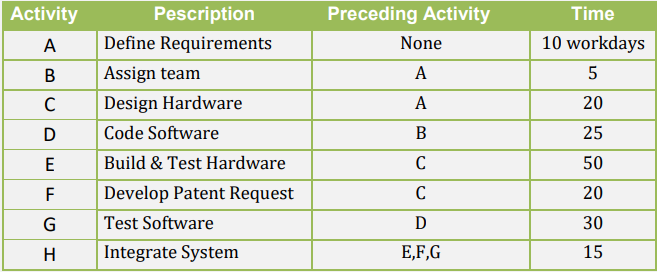 Activity Pescription Preceding Activity Time
A Define Requirements None 10 workdays
B Assign team A 5
C Design Hardware A 20
D Code Software B 25
E Build & Test Hardware C 50
F Develop Patent Request C 20
G Test Software D 30
H Integrate System E,F,G 15